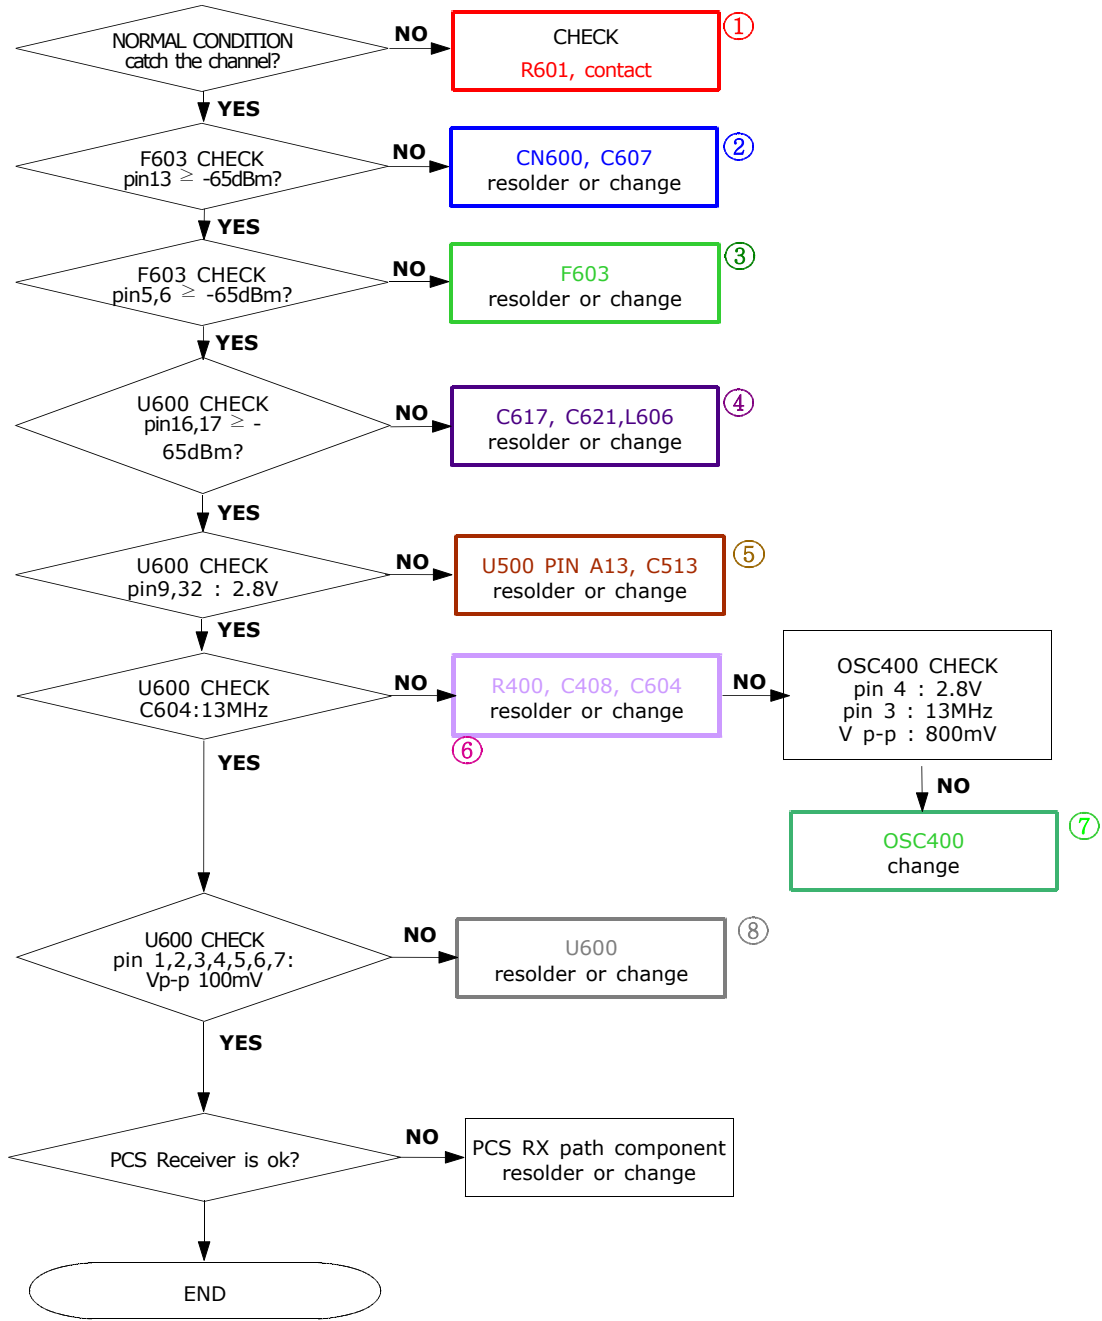 NORMAL CONDITION
catch the channel?
NO
CHECK
R601, contact
①
YES
F603 CHECK
pin13 ≥ -65dBm?
NO
CN600, C607
resolder or change
②
YES
F603 CHECK
pin5,6 ≥ -65dBm?
NO
F603
resolder or change
③
YES
U600 CHECK
pin16,17 ≥ -
65dBm?
NO
C617, C621,L606
resolder or change
④
YES
U600 CHECK
pin9,32 : 2.8V
NO
U500 PIN A13, C513
resolder or change
⑤
YES
U600 CHECK
C604:13MHz
NO
R400, C408, C604
resolder or change
⑥
NO
OSC400 CHECK
pin 4 : 2.8V
pin 3 : 13MHz
V p-p : 800mV
NO
OSC400
change
⑦
YES
U600 CHECK
pin 1,2,3,4,5,6,7:
Vp-p 100mV
NO
U600
resolder or change
⑧
YES
PCS Receiver is ok?
NO
PCS RX path component
resolder or change
END